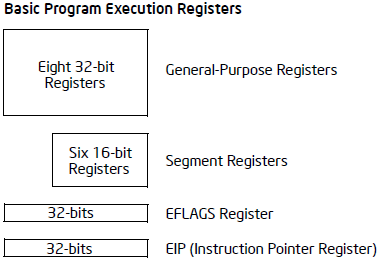 Basic Program Execution Registers
Eight 32-bit
Registers
General-Purpose Registers
Six 16-bit
Registers
Segment Registers
32-bits
EFLAGS Register
32-bits
EIP (Instruction Pointer Register)